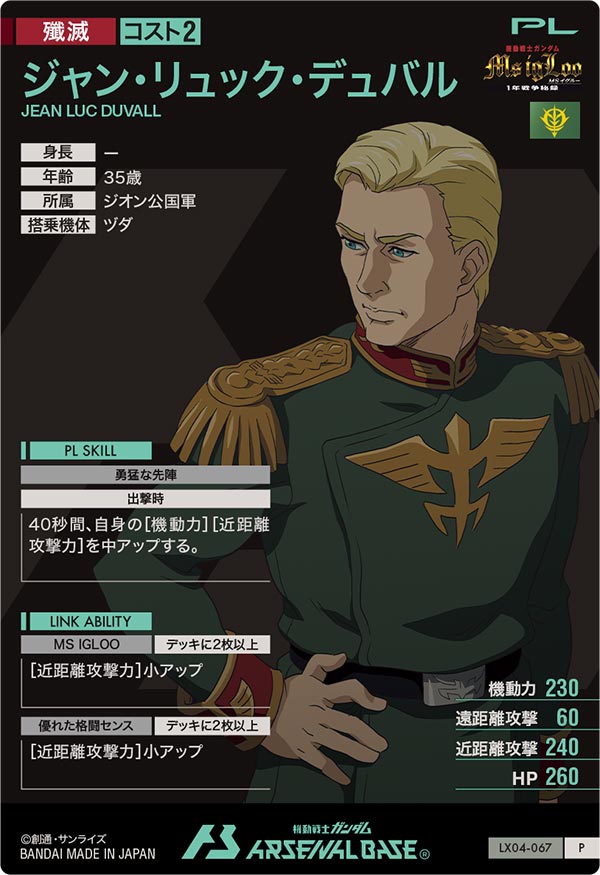 殲滅
コスト2
PL
機動戦士ガンダム
MS igLoo
MSイグルー
1年戦争秘録
ジャン・リュック・デュバル
JEAN LUC DUVALL
身長 ー
年齢 35歳
所属 ジオン公国軍
搭乗機体 ヅダ
PL SKILL
勇猛な先陣
出撃時
40秒間、自身の[機動力][近距離
攻撃力]を中アップする。
LINK ABILITY
MS IGLOO デッキに2枚以上
[近距離攻撃力]小アップ
優れた格闘センス デッキに2枚以上
[近距離攻撃力]小アップ
機動力 230
遠距離攻撃 60
近距離攻撃 240
HP 260
©創通・サンライズ
BANDAI MADE IN JAPAN
機動戦士ガンダム
AB ARSENAL BASE®
LX04-067 P